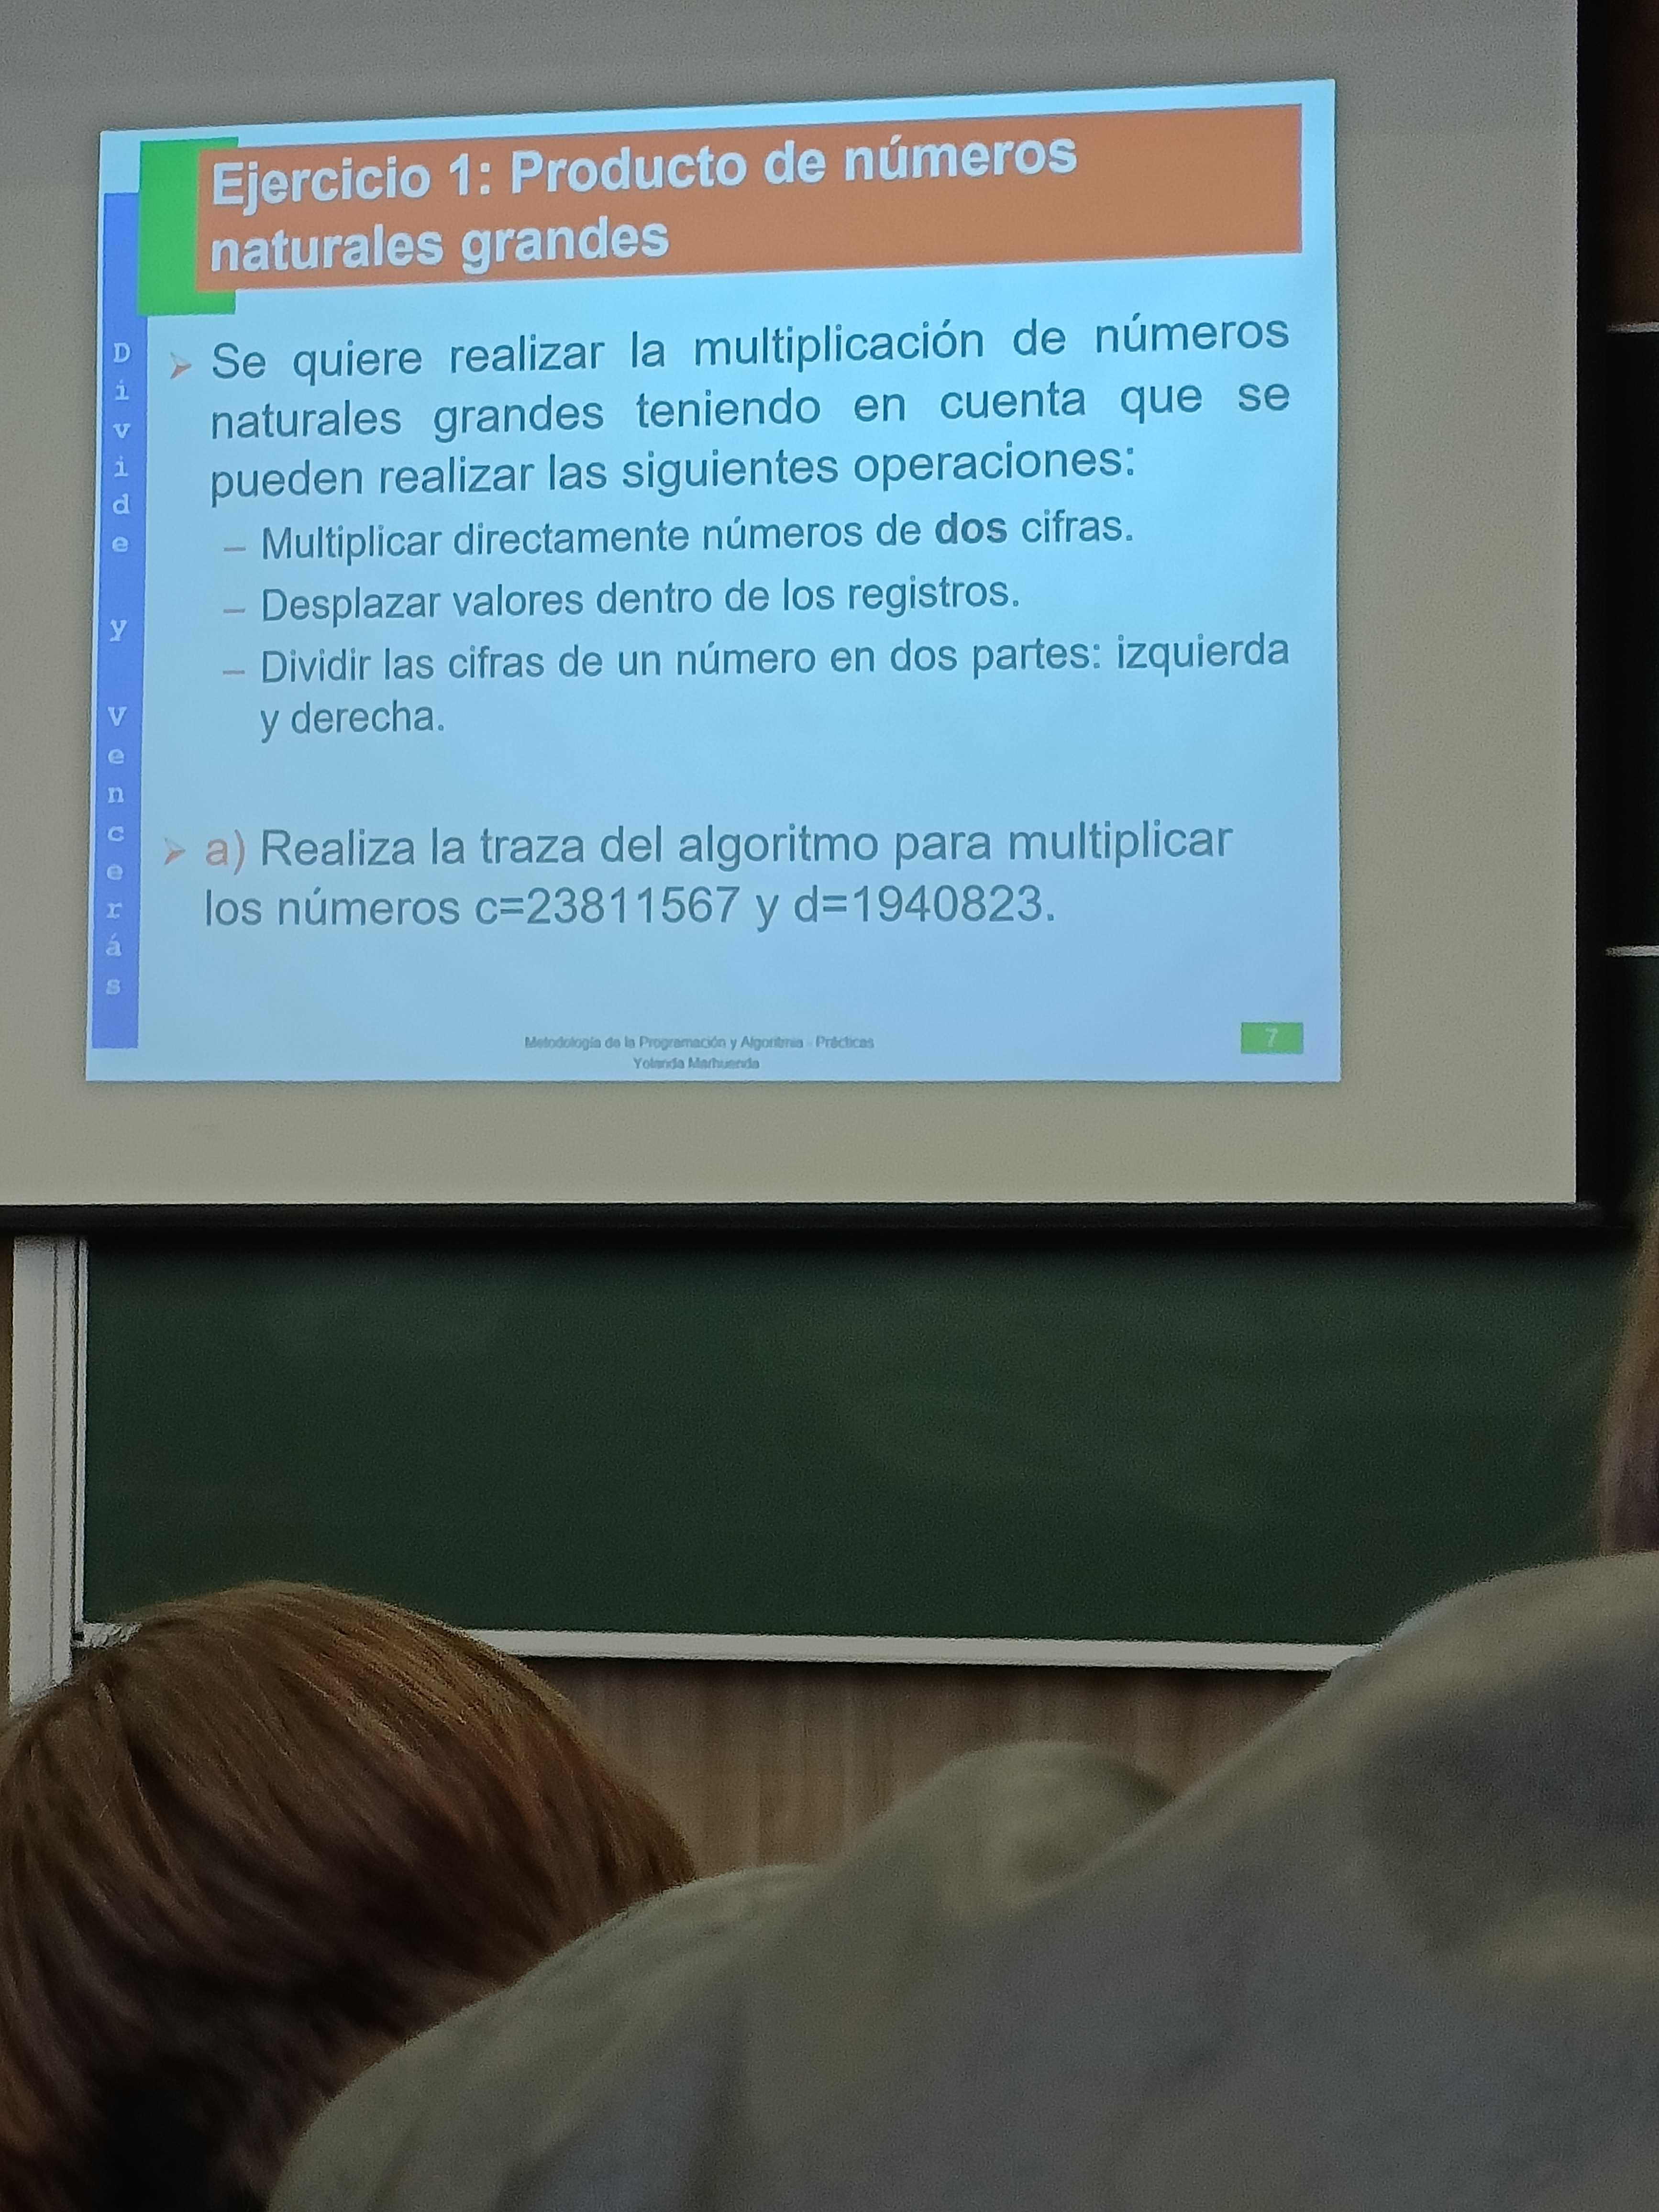 Ejercicio 1: Producto de números
naturales grandes
Divide y vencerás
➢ Se quiere realizar la multiplicación de números
naturales grandes teniendo en cuenta que se
pueden realizar las siguientes operaciones:
– Multiplicar directamente números de dos cifras.
– Desplazar valores dentro de los registros.
– Dividir las cifras de un número en dos partes: izquierda
y derecha.
➢ a) Realiza la traza del algoritmo para multiplicar
los números c=23811567 y d=1940823.
Metodología de la Programación y Algoritmia - Prácticas
Yolanda Marhuenda
7